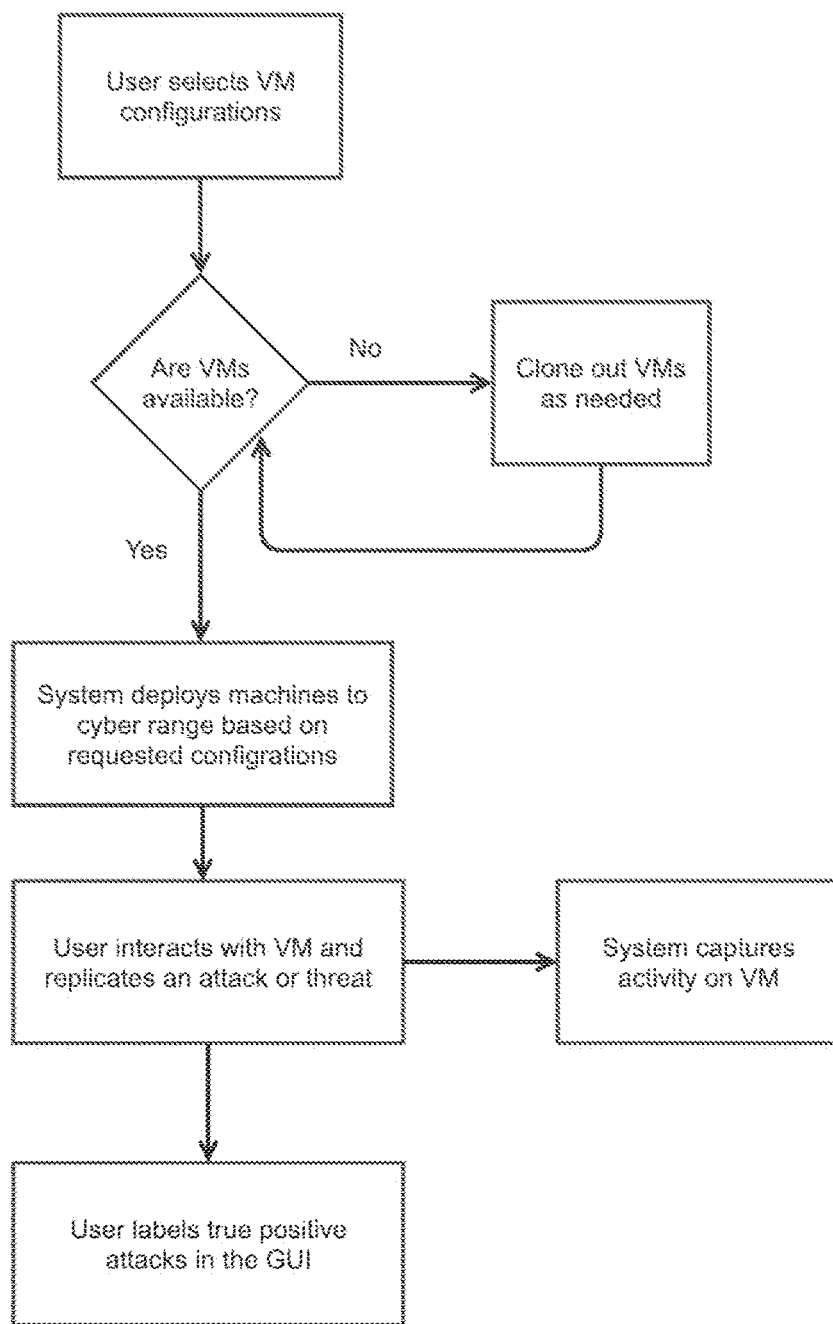 User selects VM
configurations
Are VMs
available?
No
Clone out VMs
as needed
Yes
System deploys machines to
cyber range based on
requested configrations
User interacts with VM and
replicates an attack or threat
System captures
activity on VM
User labels true positive
attacks in the GUI